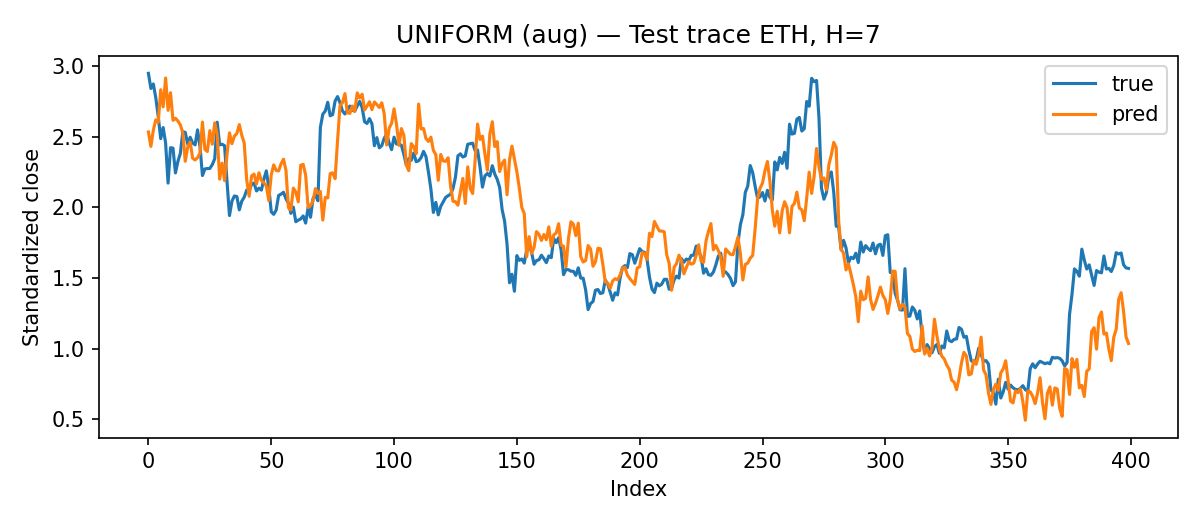 UNIFORM (aug) — Test trace ETH, H=7
true
pred
Standardized close
3.0
2.5
2.0
1.5
1.0
0.5
0 50 100 150 200 250 300 350 400
Index